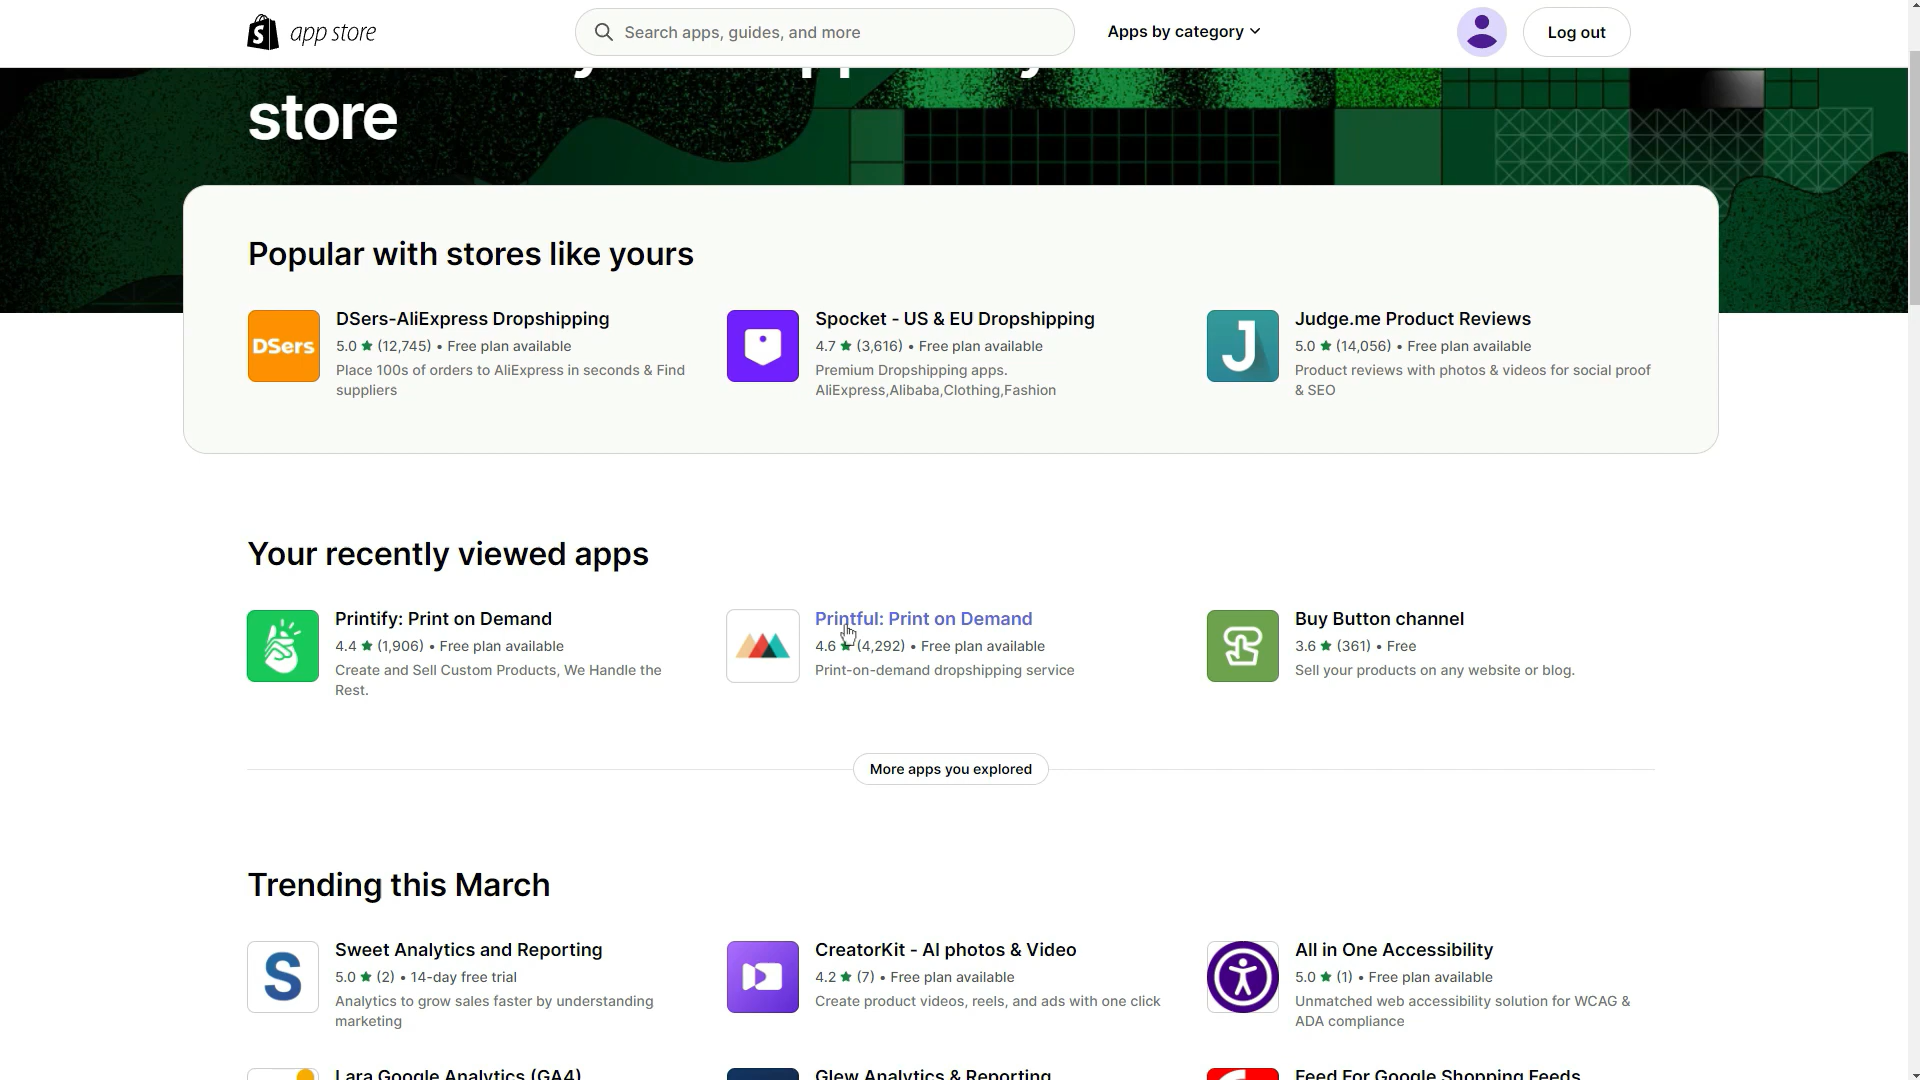 app store
Search apps, guides, and more
Apps by category
Log out
store
Popular with stores like yours
DSers
DSers-AliExpress Dropshipping
5.0 ★ (12,745) • Free plan available
Place 100s of orders to AliExpress in seconds & Find
suppliers
Spocket - US & EU Dropshipping
4.7 ★ (3,616) • Free plan available
Premium Dropshipping apps.
AliExpress,Alibaba,Clothing,Fashion
J
Judge.me Product Reviews
5.0 ★ (14,056) • Free plan available
Product reviews with photos & videos for social proof
& SEO
Your recently viewed apps
Printify: Print on Demand
4.4 ★ (1,906) • Free plan available
Create and Sell Custom Products, We Handle the
Rest.
Printful: Print on Demand
4.6 ★ (4,292) • Free plan available
Print-on-demand dropshipping service
Buy Button channel
3.6 ★ (361) • Free
Sell your products on any website or blog.
More apps you explored
Trending this March
S
Sweet Analytics and Reporting
5.0 ★ (2) • 14-day free trial
Analytics to grow sales faster by understanding
marketing
CreatorKit - AI photos & Video
4.2 ★ (7) • Free plan available
Create product videos, reels, and ads with one click
All in One Accessibility
5.0 ★ (1) • Free plan available
Unmatched web accessibility solution for WCAG &
ADA compliance
Lara Google Analytics (GA4)
Glew Analytics & Reporting
Feed For Google Shopping Feeds